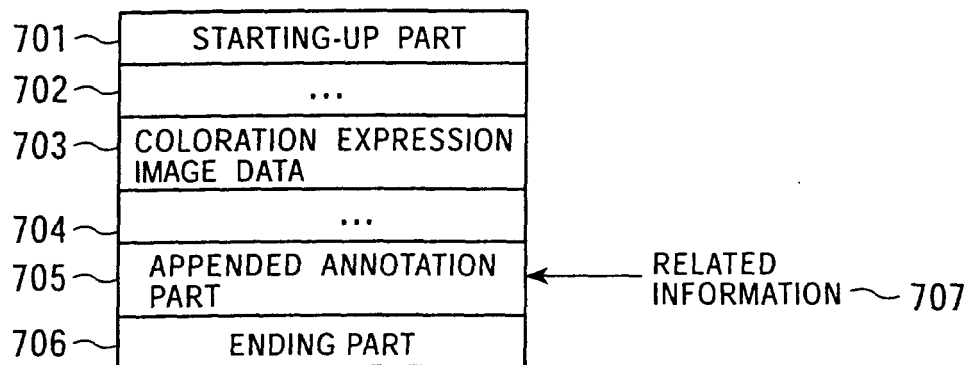 701 STARTING-UP PART
702 ...
703 COLORATION EXPRESSION
IMAGE DATA
704 ...
705 APPENDED ANNOTATION
PART
RELATED
INFORMATION 707
706 ENDING PART